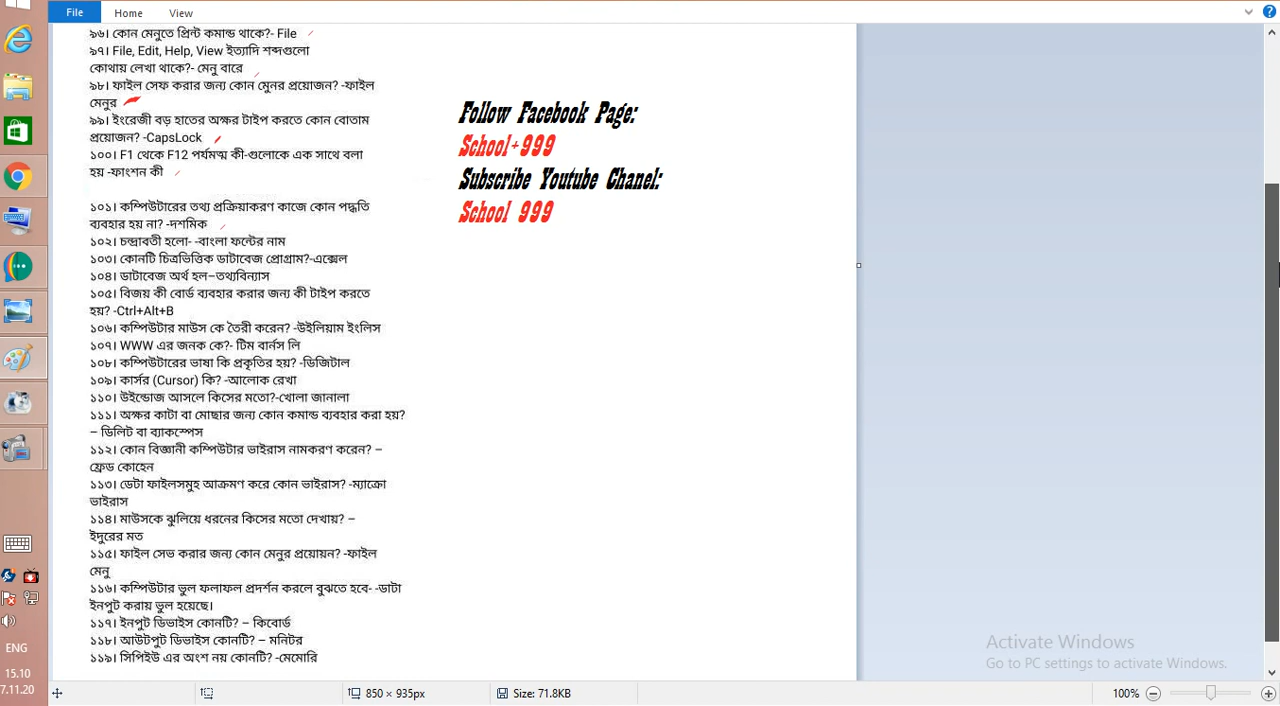 File
Home
View
৯৬। কোন মেনুতে প্রিন্ট কমান্ড থাকে?- File
৯৭। File, Edit, Help, View ইত্যাদি শব্দগুলো
কোথায় লেখা থাকে?- মেনু বারে
৯৮। ফাইল সেফ করার জন্য কোন মেুনর প্রয়োজন? -ফাইল
মেনুর
৯৯। ইংরেজী বড় হাতের অক্ষর টাইপ করতে কোন বোতাম
প্রয়োজন? -CapsLock
১০০। F1 থেকে F12 পর্যমত্ম কী-গুলোকে এক সাথে বলা
হয় -ফাংশন কী
১০১। কম্পিউটারের তথ্য প্রক্রিয়াকরণ কাজে কোন পদ্ধতি
ব্যবহার হয় না? -দশমিক
১০২। চন্দ্রাবতী হলো- -বাংলা ফন্টের নাম
১০৩। কোনটি চিত্রভিত্তিক ডাটাবেজ প্রোগ্রাম?-এক্সেল
১০৪। ডাটাবেজ অর্থ হল–তথ্যবিন্যাস
১০৫। বিজয় কী বোর্ড ব্যবহার করার জন্য কী টাইপ করতে
হয়? -Ctrl+Alt+B
১০৬। কম্পিউটার মাউস কে তৈরী করেন? -উইলিয়াম ইংলিস
১০৭। WWW এর জনক কে?- টিম বার্নস লি
১০৮। কম্পিউটারের ভাষা কি প্রকৃতির হয়? -ডিজিটাল
১০৯। কার্সর (Cursor) কি? -আলোক রেখা
১১০। উইন্ডোজ আসলে কিসের মতো?-খোলা জানালা
১১১। অক্ষর কাটা বা মোছার জন্য কোন কমান্ড ব্যবহার করা হয়?
– ডিলিট বা ব্যাকস্পেস
১১২। কোন বিজ্ঞানী কম্পিউটার ভাইরাস নামকরণ করেন? –
ফ্রেড কোহেন
১১৩। ডেটা ফাইলসমুহ আক্রমণ করে কোন ভাইরাস? -ম্যাক্রো
ভাইরাস
১১৪। মাউসকে ঝুলিয়ে ধরনের কিসের মতো দেখায়? –
ইদুরের মত
১১৫। ফাইল সেভ করার জন্য কোন মেনুর প্রয়োয়ন? -ফাইল
মেনু
১১৬। কম্পিউটার ভুল ফলাফল প্রদর্শন করলে বুঝতে হবে- -ডাটা
ইনপুট করায় ভুল হয়েছে।
১১৭। ইনপুট ডিভাইস কোনটি? – কিবোর্ড
১১৮। আউটপুট ডিভাইস কোনটি? – মনিটর
১১৯। সিপিইউ এর অংশ নয় কোনটি? -মেমোরি
Follow Facebook Page:
School+999
Subscribe Youtube Chanel:
School 999
Activate Windows
Go to PC settings to activate Windows.
ENG
15.10
7.11.20
850 × 935px
Size: 71.8KB
100%